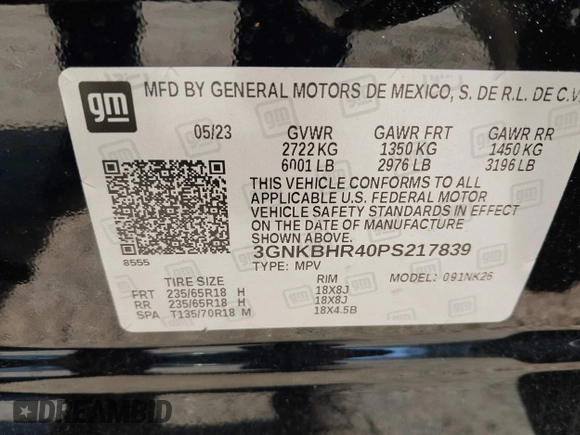 gm
MFD BY GENERAL MOTORS DE MEXICO, S. DE R.L. DE C.V
05/23 GVWR GAWR FRT GAWR RR
2722 KG 1350 KG 1450 KG
6001 LB 2976 LB 3196 LB
THIS VEHICLE CONFORMS TO ALL
APPLICABLE U.S. FEDERAL MOTOR
VEHICLE SAFETY STANDARDS IN EFFECT
ON THE DATE OF MANUFACTURE
SHOWN ABOVE.
3GNKBHR40PS217839
8555 TYPE: MPV MODEL: 091NK26
TIRE SIZE RIM
FRT 235/65R18 H 18X8J
RR 235/65R18 H 18X8J
SPA T135/70R18 M 18X4.5B
DREAMBID